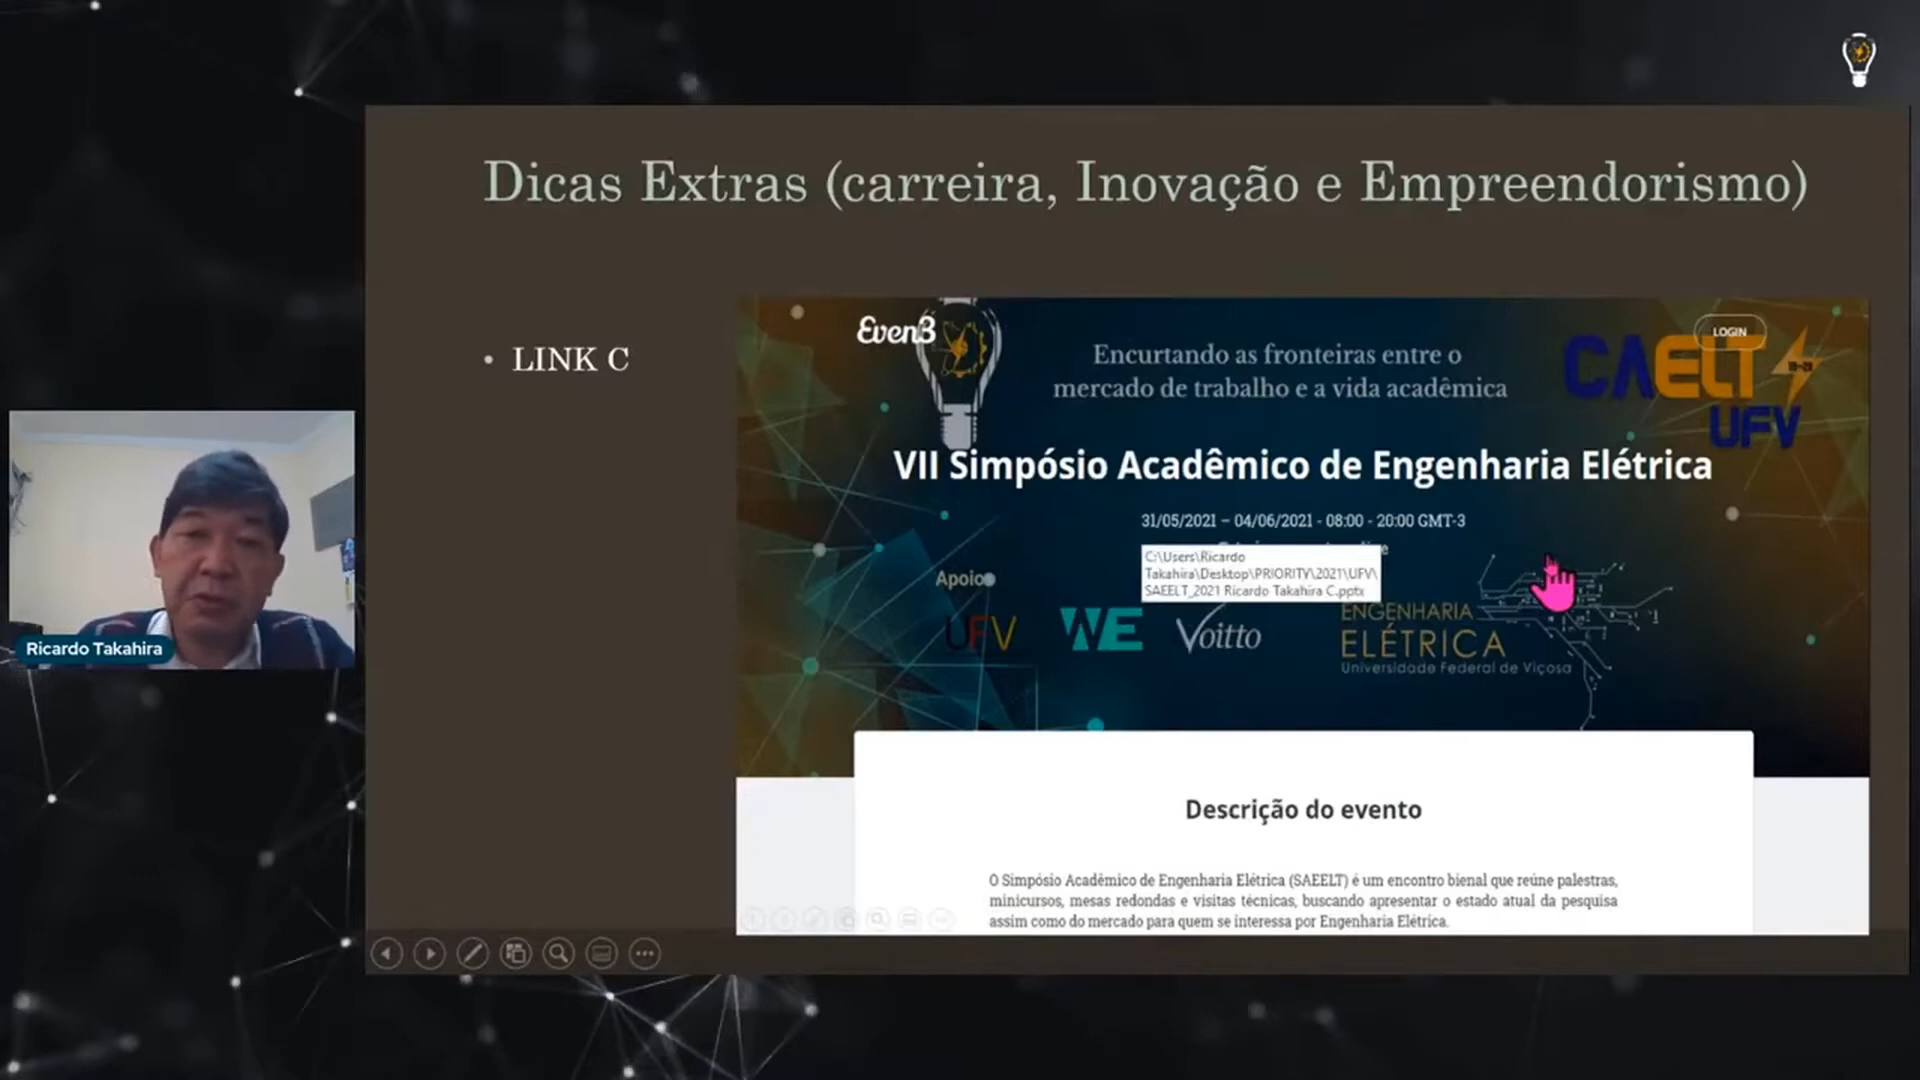 Dicas Extras (carreira, Inovação e Empreendorismo)
• LINK C
Even3
LOGIN
Encurtando as fronteiras entre o
mercado de trabalho e a vida acadêmica
CAELT
UFV
VII Simpósio Acadêmico de Engenharia Elétrica
31/05/2021 – 04/06/2021 - 08:00 - 20:00 GMT-3
C:\Users\Ricardo
Takahira\Desktop\PRIORITY\2021\UFV\
SAEELT_2021 Ricardo Takahira C.pptx
Apoio
UFV
WE
Voitto
ENGENHARIA
ELÉTRICA
Universidade Federal de Viçosa
Ricardo Takahira
Descrição do evento
O Simpósio Acadêmico de Engenharia Elétrica (SAEELT) é um encontro bienal que reúne palestras,
minicursos, mesas redondas e visitas técnicas, buscando apresentar o estado atual da pesquisa
assim como do mercado para quem se interessa por Engenharia Elétrica.